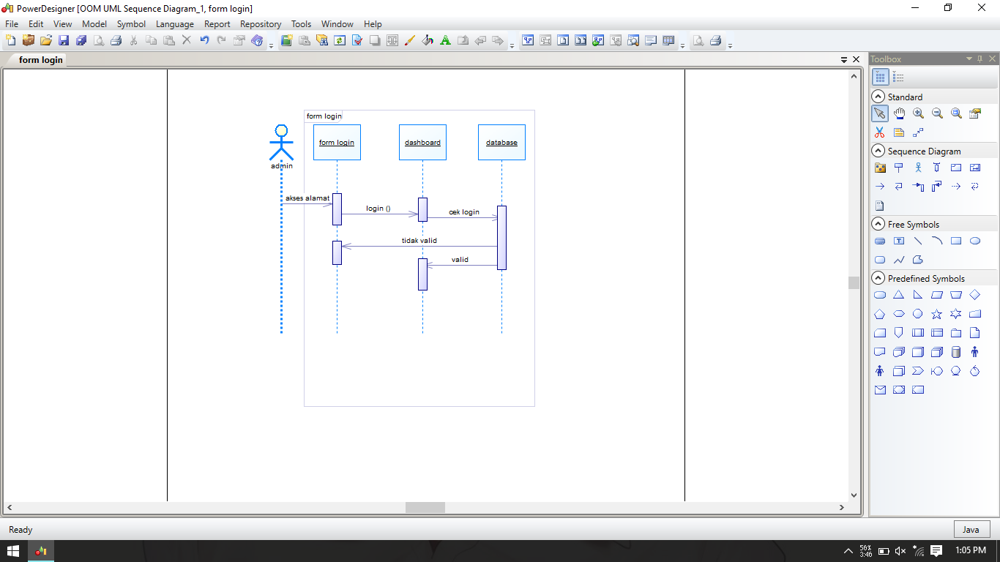 PowerDesigner [OOM UML Sequence Diagram_1, form login]
File Edit View Model Symbol Language Report Repository Tools Window Help
form login
Toolbox
Standard
Sequence Diagram
Free Symbols
Predefined Symbols
form login
form login
dashboard
database
admin
akses alamat
login ()
cek login
tidak valid
valid
Ready
Java
56%
3:46
1:05 PM